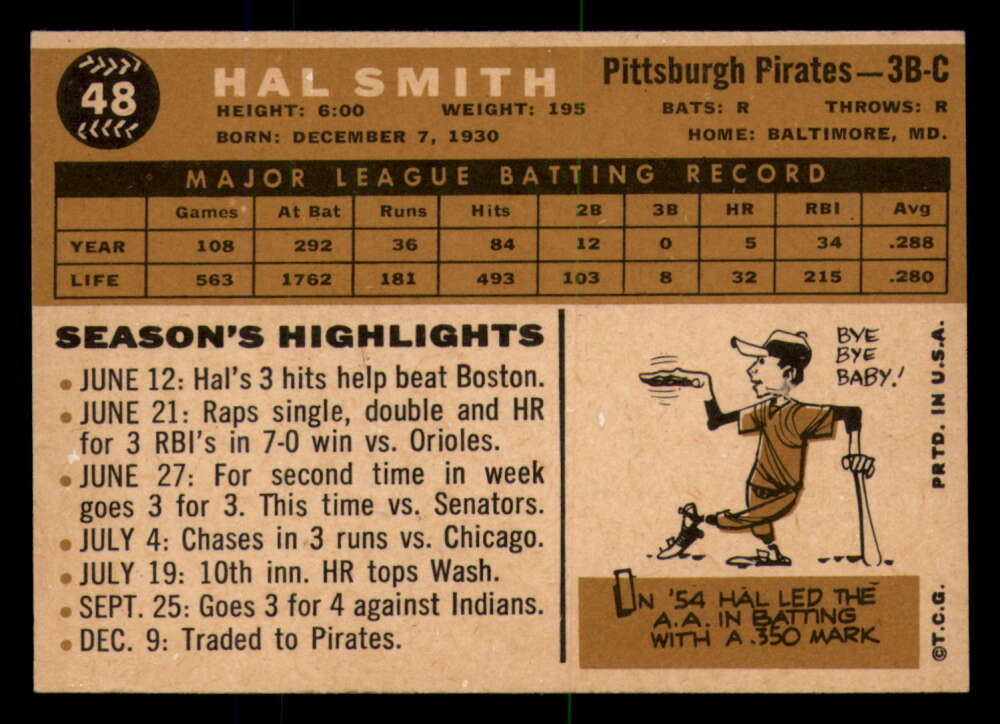 48
HAL SMITH
Pittsburgh Pirates—3B-C
HEIGHT: 6:00 WEIGHT: 195 BATS: R THROWS: R
BORN: DECEMBER 7, 1930 HOME: BALTIMORE, MD.
MAJOR LEAGUE BATTING RECORD
Games At Bat Runs Hits 2B 3B HR RBI Avg
YEAR 108 292 36 84 12 0 5 34 .288
LIFE 563 1762 181 493 103 8 32 215 .280
SEASON'S HIGHLIGHTS
• JUNE 12: Hal's 3 hits help beat Boston.
• JUNE 21: Raps single, double and HR
for 3 RBI's in 7-0 win vs. Orioles.
• JUNE 27: For second time in week
goes 3 for 3. This time vs. Senators.
• JULY 4: Chases in 3 runs vs. Chicago.
• JULY 19: 10th inn. HR tops Wash.
• SEPT. 25: Goes 3 for 4 against Indians.
• DEC. 9: Traded to Pirates.
BYE
BYE
BABY!
IN '54 HAL LED THE
A.A. IN BATTING
WITH A .350 MARK
©T.C.G. PRTD. IN U.S.A.